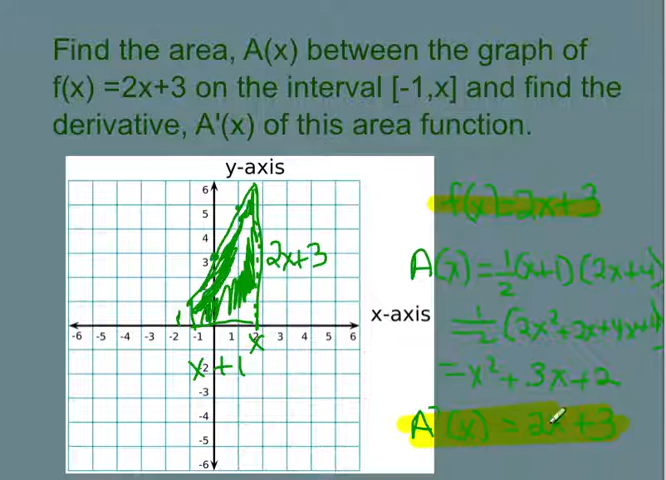 Find the area, A(x) between the graph of
f(x) =2x+3 on the interval [-1,x] and find the
derivative, A'(x) of this area function.
y-axis
6
5
4
3
2x+3
1
x-axis
-6 -5 -4 -3 -2 -1 1 2 3 4 5 6
x
x+1
-2
-3
-4
-5
-6
f(x)=2x+3
A(x)=1/2(x+1)(2x+4)
=1/2(2x²+2x+4x+4)
=x²+3x+2
A'(x)=2x+3